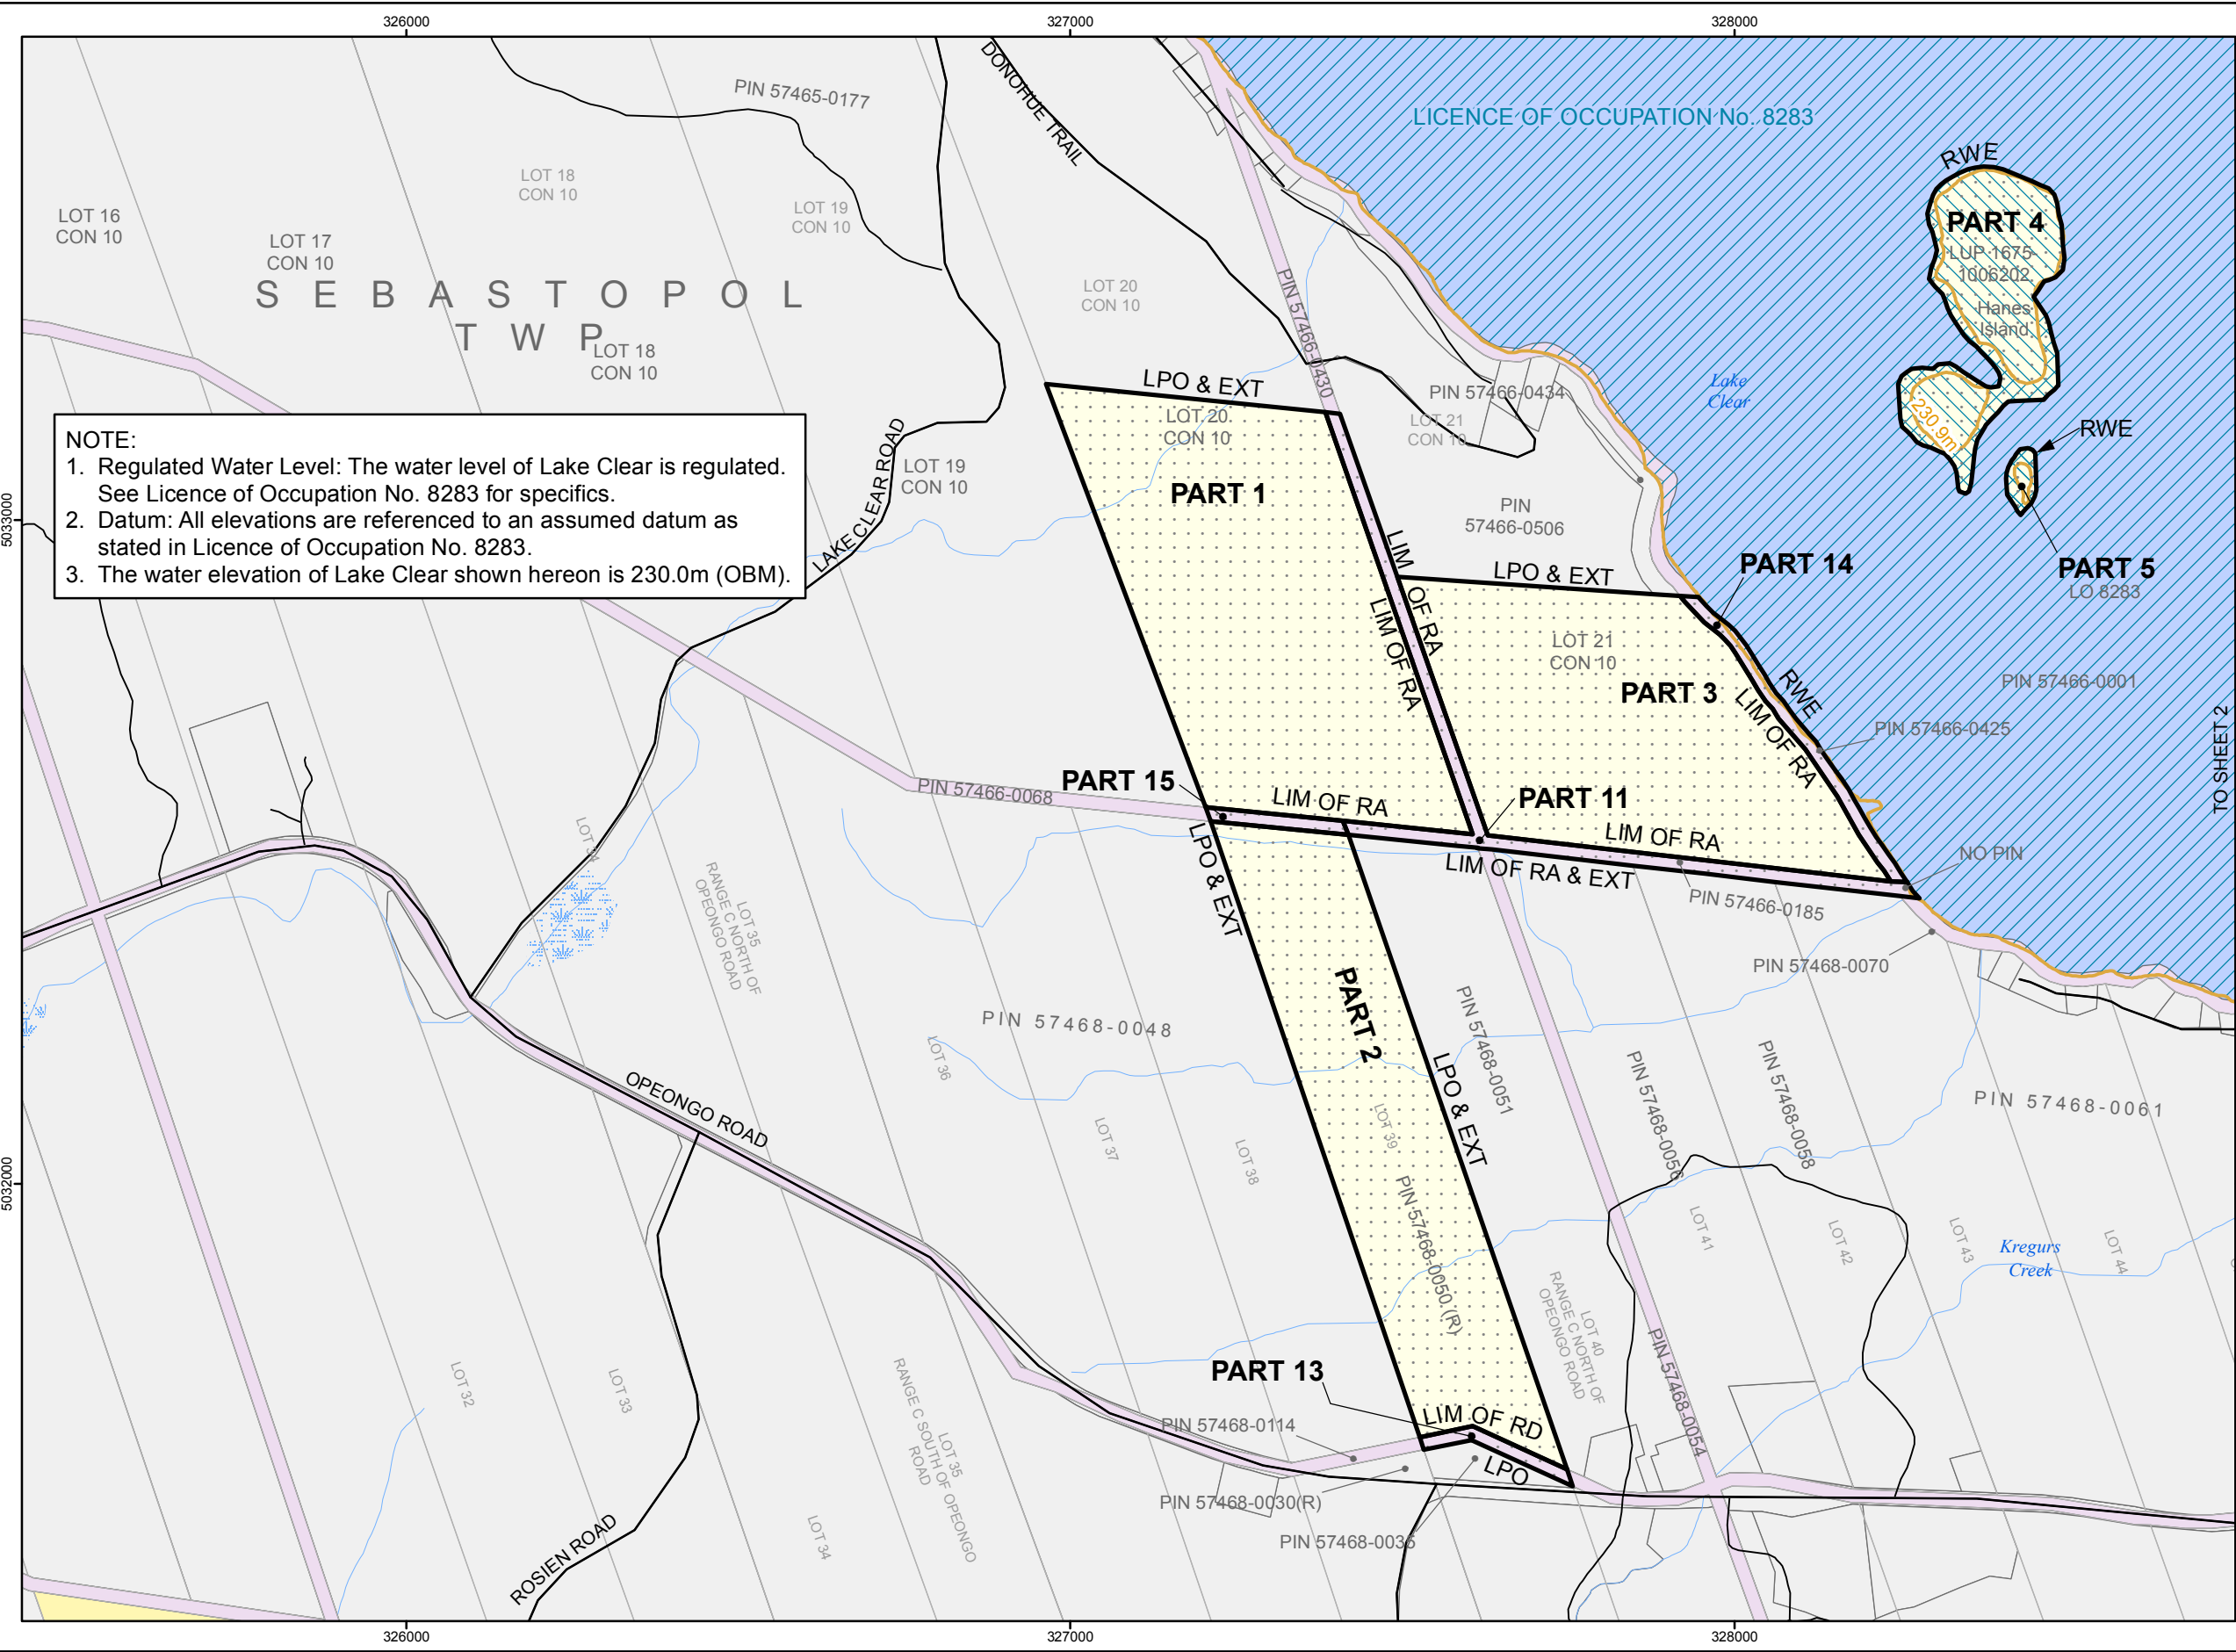 326000
327000
328000
DONOHUE TRAIL
PIN 57465-0177
LICENCE OF OCCUPATION No. 8283
RWE
LOT 18
CON 10
LOT 19
CON 10
LOT 16
CON 10
LOT 17
CON 10
PART 4
LUP 1675-
1006202
Hanes
Island
SEBASTOPOL
TWP
LOT 20
CON 10
PIN 57466-0430
LOT 18
CON 10
LPO & EXT
PIN 57466-0434
Lake
Clear
LOT 20
CON 10
LOT 21
CON 10
230.9m
RWE
NOTE:
1. Regulated Water Level: The water level of Lake Clear is regulated.
See Licence of Occupation No. 8283 for specifics.
2. Datum: All elevations are referenced to an assumed datum as
stated in Licence of Occupation No. 8283.
3. The water elevation of Lake Clear shown hereon is 230.0m (OBM).
LAKE CLEAR ROAD
LOT 19
CON 10
PART 1
PIN
57466-0506
5033000
LIM OF RA
LIM OF RA
LPO & EXT
PART 14
PART 5
LO 8283
LOT 21
CON 10
PART 3
RWE
LIM OF RA
PIN 57466-0001
PIN 57466-0425
TO SHEET 2
PART 15
PIN 57466-0068
LIM OF RA
PART 11
LIM OF RA
LIM OF RA & EXT
NO PIN
LOT 34
LOT 35
RANGE C NORTH OF
OPEONGO ROAD
LPO & EXT
PIN 57466-0185
PIN 57468-0070
PART 2
PIN 57468-0048
PIN 57468-0051
LOT 36
LPO & EXT
PIN 57468-0056
PIN 57468-0058
PIN 57468-0061
OPEONGO ROAD
LOT 37
LOT 38
LOT 39
5032000
PIN 57468-0050 (R)
LOT 41
LOT 42
LOT 43
LOT 44
Kregurs
Creek
LOT 40
RANGE C NORTH OF
OPEONGO ROAD
PIN 57468-0054
LOT 32
LOT 33
LOT 35
RANGE C SOUTH OF OPEONGO
ROAD
PART 13
LIM OF RD
PIN 57468-0114
LPO
PIN 57468-0030(R)
PIN 57468-0035
LOT 34
ROSIEN ROAD
326000
327000
328000